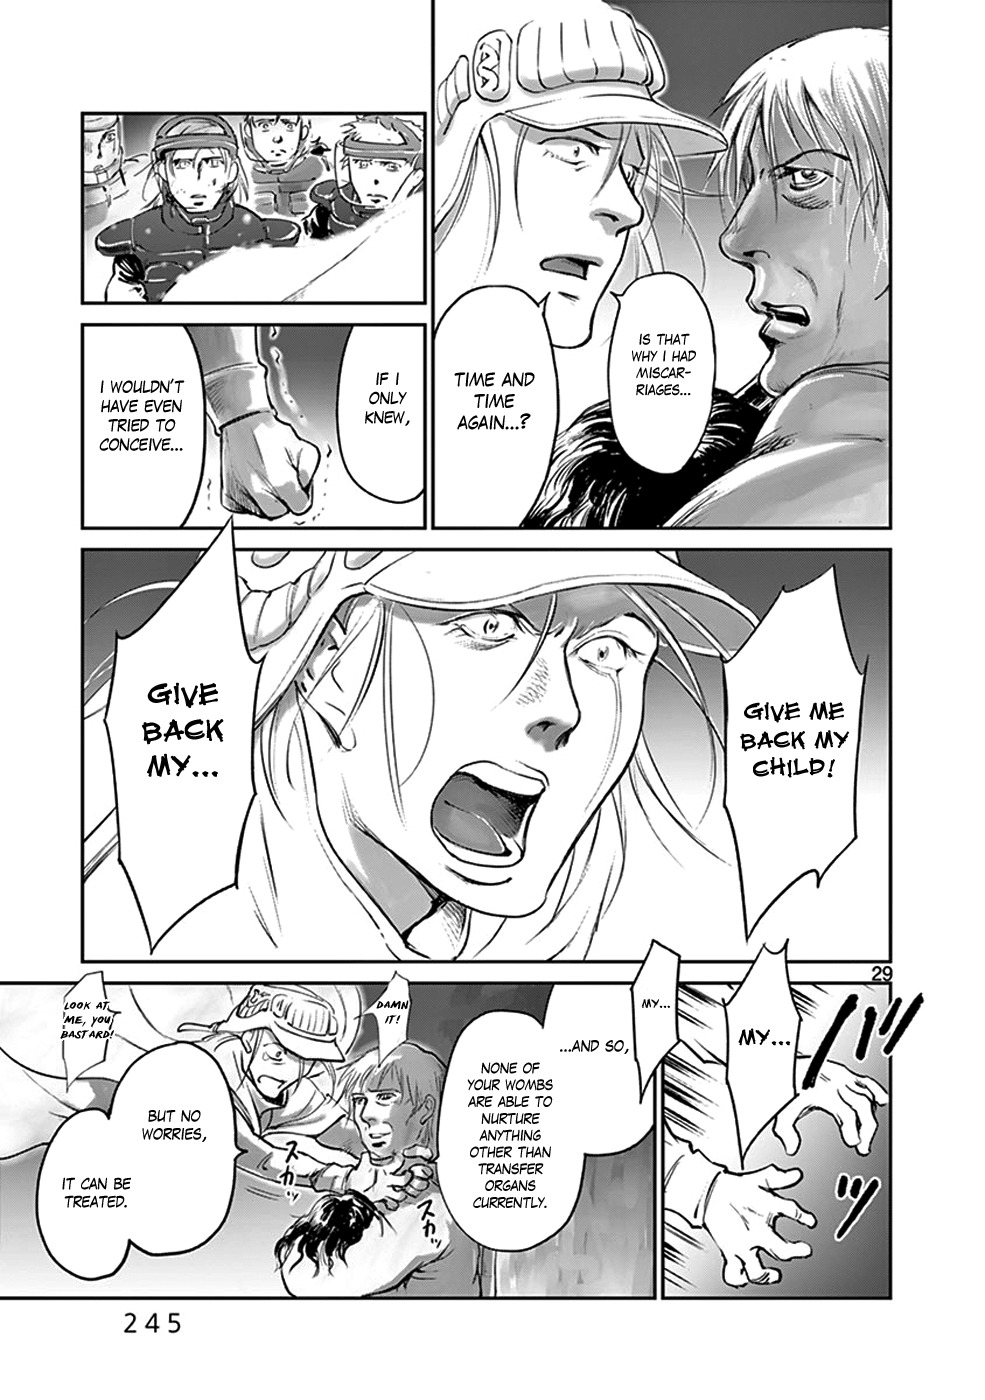 IS THAT
WHY I HAD
MISCAR-
RIAGES...
TIME AND
TIME
AGAIN...?
IF I
ONLY
KNEW,
I WOULDN'T
HAVE EVEN
TRIED TO
CONCEIVE...
GIVE ME
BACK MY
CHILD!
GIVE
BACK
MY...
29
MY...
MY...
バッ
...AND SO,
NONE OF
YOUR WOMBS
ARE ABLE TO
NURTURE
ANYTHING
OTHER THAN
TRANSFER
ORGANS
CURRENTLY.
DAMN
IT!
スカッ
スカッ
LOOK AT
ME, YOU
BASTARD!
BUT NO
WORRIES,
IT CAN BE
TREATED.
245